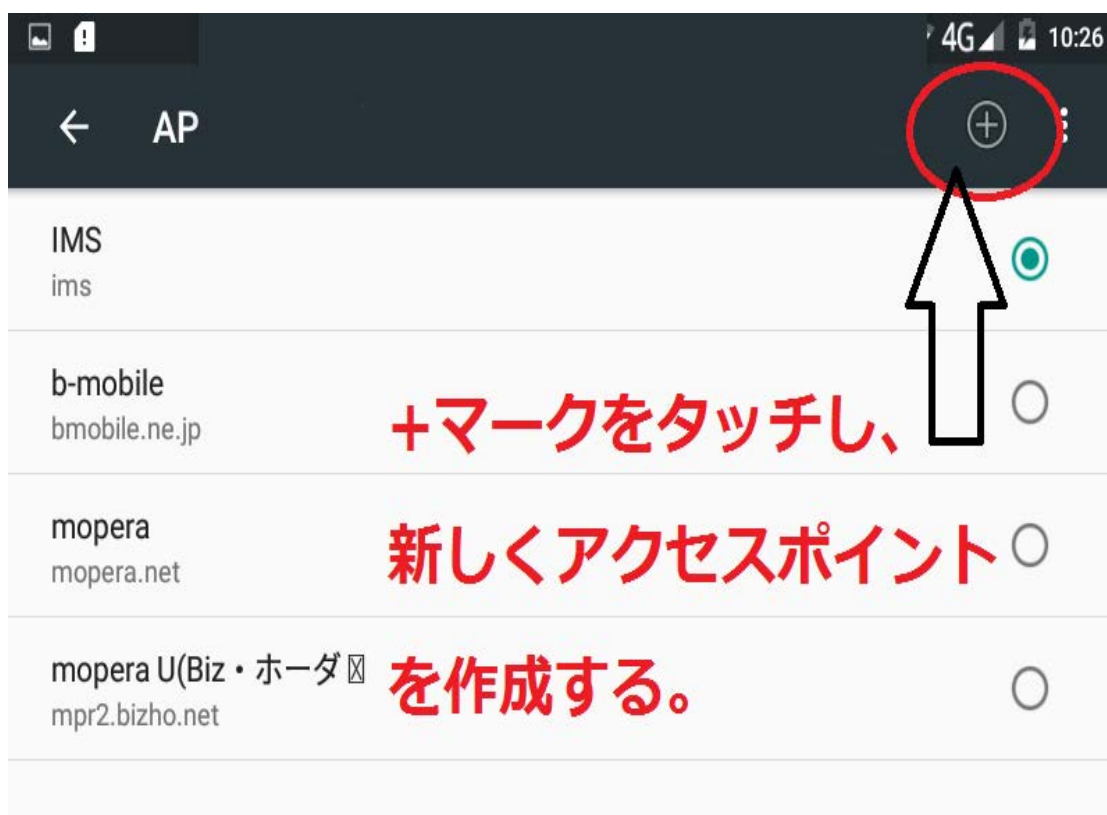 4G 10:26
AP
IMS
ims
b-mobile
bmobile.ne.jp
+マークをタッチし、
mopera
mopera.net
新しくアクセスポイント
mopera U(Biz・ホーダ
mpr2.bizho.net
を作成する。